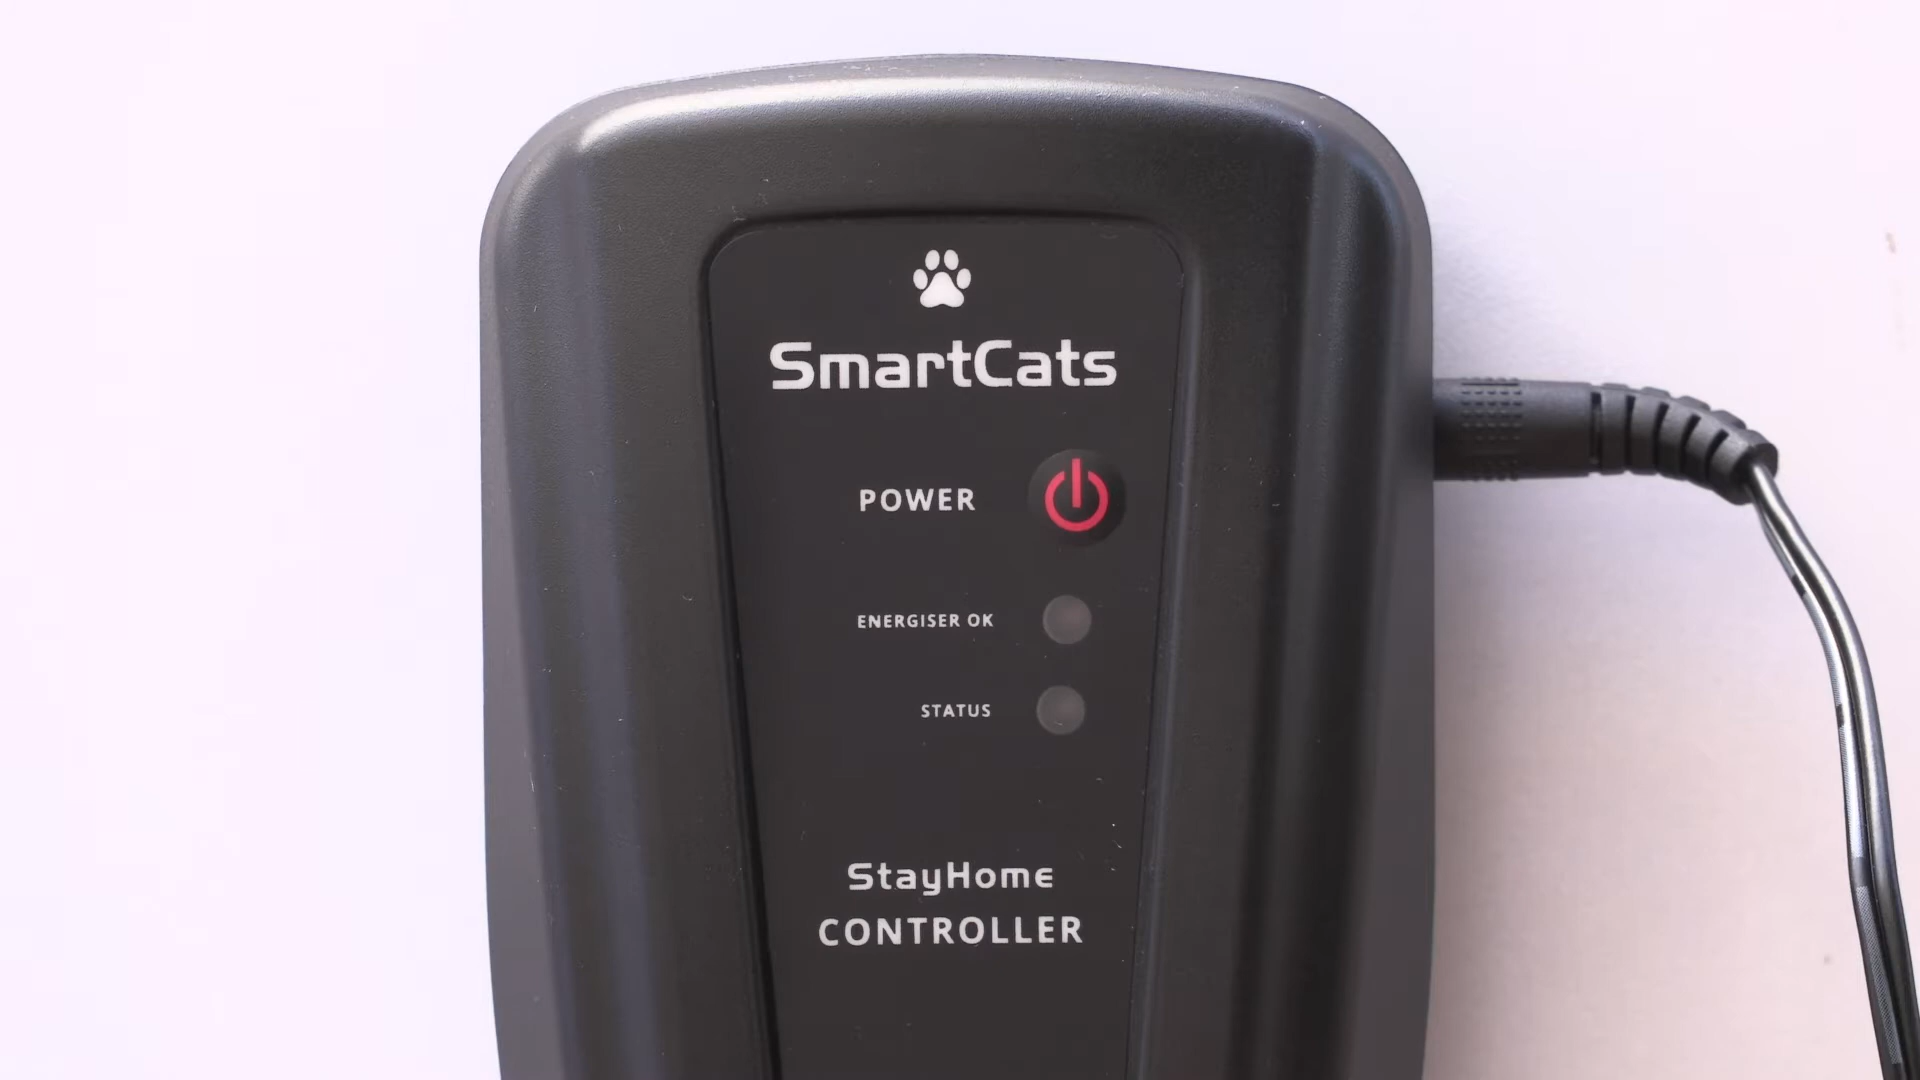 SmartCats
POWER
ENERGISER OK
STATUS
StayHome
CONTROLLER